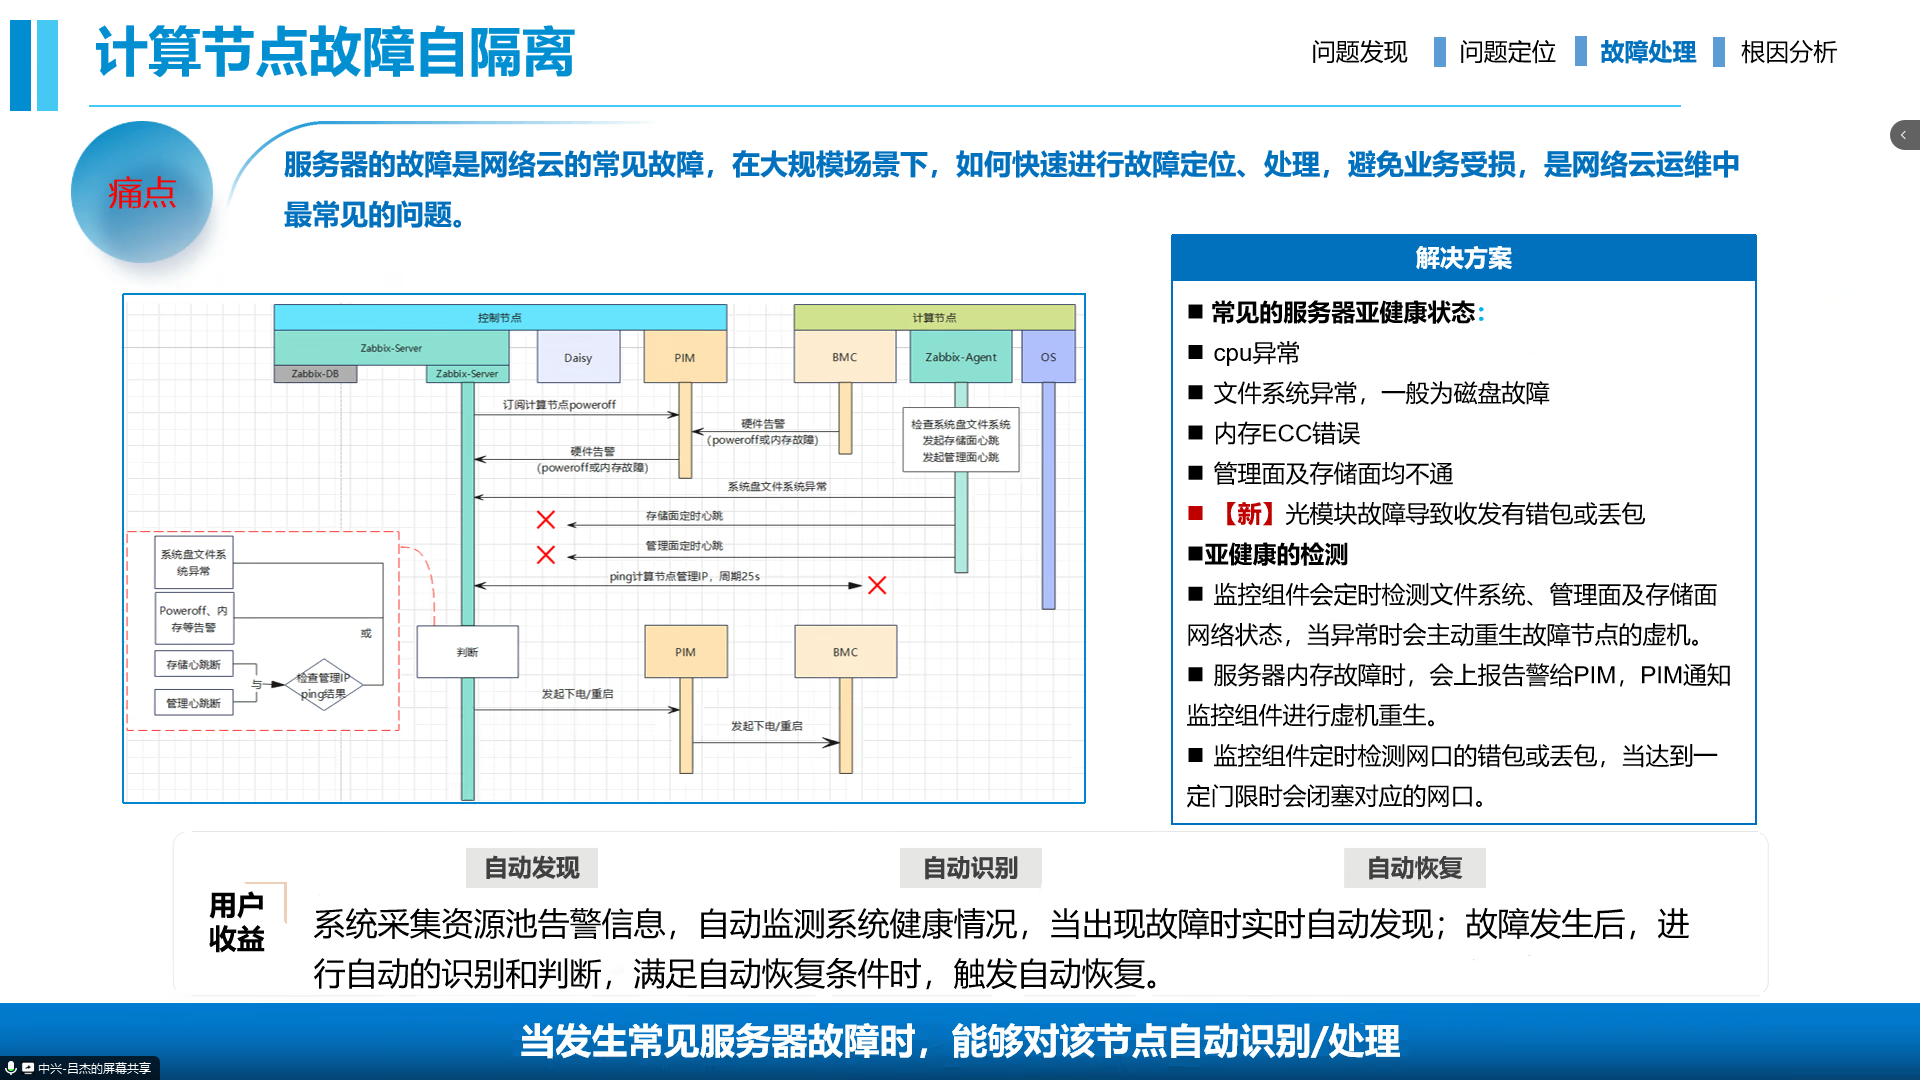 计算节点故障自隔离
问题发现 问题定位 故障处理 根因分析
痛点
服务器的故障是网络云的常见故障，在大规模场景下，如何快速进行故障定位、处理，避免业务受损，是网络云运维中
最常见的问题。
控制节点
计算节点
Zabbix-Server
Zabbix-DB
Zabbix-Server
Daisy
PIM
BMC
Zabbix-Agent
OS
订阅计算节点poweroff
硬件告警
(poweroff或内存故障)
硬件告警
(poweroff或内存故障)
检查系统盘文件系统
发起存储面心跳
发起管理面心跳
系统盘文件系统异常
存储面定时心跳
管理面定时心跳
ping计算节点管理IP，周期25s
系统盘文件系
统异常
Poweroff、内
存等告警
存储心跳断
管理心跳断
与
检查管理IP
ping结果
或
判断
PIM
BMC
发起下电/重启
发起下电/重启
解决方案
■ 常见的服务器亚健康状态：
■ cpu异常
■ 文件系统异常，一般为磁盘故障
■ 内存ECC错误
■ 管理面及存储面均不通
■ 【新】光模块故障导致收发有错包或丢包
■亚健康的检测
■ 监控组件会定时检测文件系统、管理面及存储面
网络状态，当异常时会主动重生故障节点的虚机。
■ 服务器内存故障时，会上报告警给PIM，PIM通知
监控组件进行虚机重生。
■ 监控组件定时检测网口的错包或丢包，当达到一
定门限时会闭塞对应的网口。
用户
收益
自动发现 自动识别 自动恢复
系统采集资源池告警信息，自动监测系统健康情况，当出现故障时实时自动发现；故障发生后，进
行自动的识别和判断，满足自动恢复条件时，触发自动恢复。
当发生常见服务器故障时，能够对该节点自动识别/处理
中兴-吕杰的屏幕共享